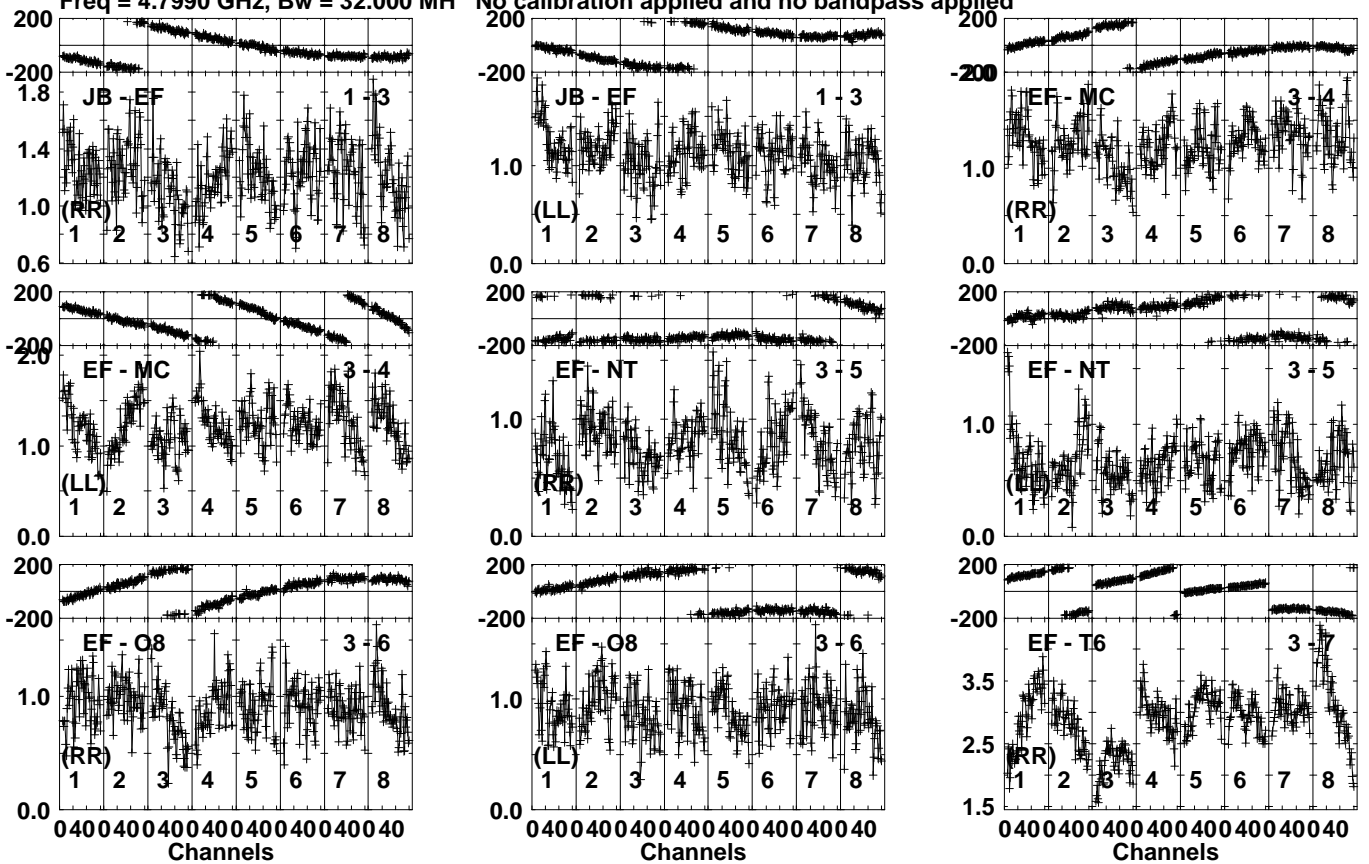 Freq = 4.7990 GHz, Bw = 32.000 MH No calibration applied and no bandpass applied
200
-200
1.8
1.4
1.0
0.6
JB - EF
1 - 3
(RR)
1 2 3 4 5 6 7 8
200
-200
1.0
0.0
JB - EF
1 - 3
(LL)
1 2 3 4 5 6 7 8
200
-200
2.0
1.0
0.0
EF - MC
3 - 4
(RR)
1 2 3 4 5 6 7 8
200
-200
2.0
1.0
0.0
EF - MC
3 - 4
(LL)
1 2 3 4 5 6 7 8
200
-200
1.0
0.0
EF - NT
3 - 5
(RR)
1 2 3 4 5 6 7 8
200
-200
1.0
0.0
EF - NT
3 - 5
(LL)
1 2 3 4 5 6 7 8
200
-200
1.0
0.0
EF - O8
3 - 6
(RR)
1 2 3 4 5 6 7 8
0 40 0 40 0 40 0 40 0 40 0 40 0 40 0 40
Channels
200
-200
1.0
0.0
EF - O8
3 - 6
(LL)
1 2 3 4 5 6 7 8
0 40 0 40 0 40 0 40 0 40 0 40 0 40 0 40
Channels
200
-200
3.5
2.5
1.5
EF - T6
3 - 7
(RR)
1 2 3 4 5 6 7 8
0 40 0 40 0 40 0 40 0 40 0 40 0 40 0 40
Channels